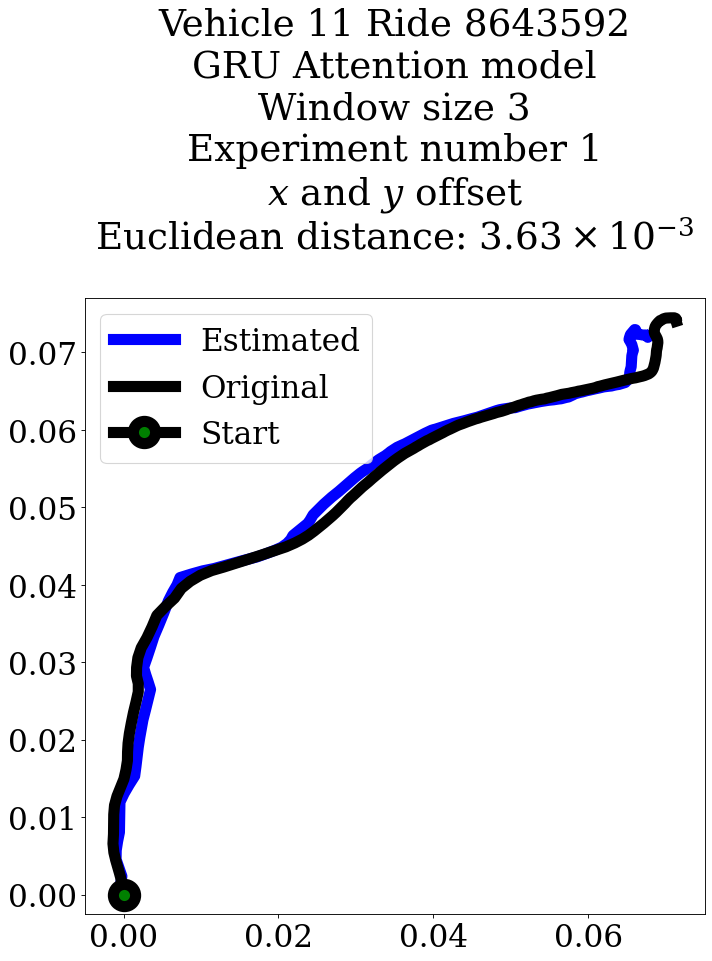 Vehicle 11 Ride 8643592
GRU Attention model
Window size 3
Experiment number 1
x and y offset
Euclidean distance: 3.63 × 10⁻³
Estimated
Original
Start
0.07
0.06
0.05
0.04
0.03
0.02
0.01
0.00
0.00 0.02 0.04 0.06